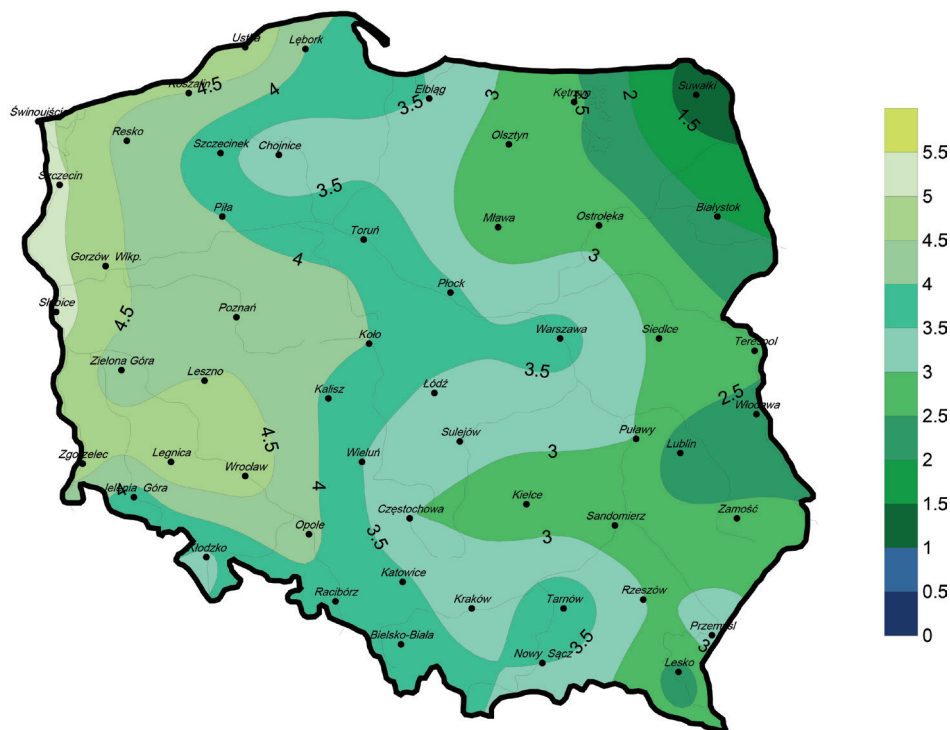 Ustka
Lębork
4.5
Koszalin
4
Elbląg
3.5
3
Kętrzyn
2.5
2
Suwałki
1.5
Świnoujście
Resko
Szczecinek
Chojnice
Olsztyn
5.5
Szczecin
3.5
5
Piła
Toruń
Mława
Ostrołęka
Białystok
4.5
Gorzów Wlkp.
4
3
4
Płock
3.5
Słubice
4.5
Poznań
Koło
Warszawa
Siedlce
Terespol
3
Zielona Góra
Leszno
Kalisz
Łódź
3.5
2.5
Włodawa
2.5
4.5
Sulejów
Puławy
2
Zgorzelec
Legnica
Wrocław
Wieluń
3
Lublin
1.5
4
Jelenia Góra
4
Częstochowa
Kielce
Sandomierz
Zamość
Opole
3.5
3
1
Kłodzko
Katowice
0.5
Racibórz
Kraków
Tarnów
Rzeszów
Bielsko-Biała
3.5
Przemyśl
0
3
Nowy Sącz
Lesko